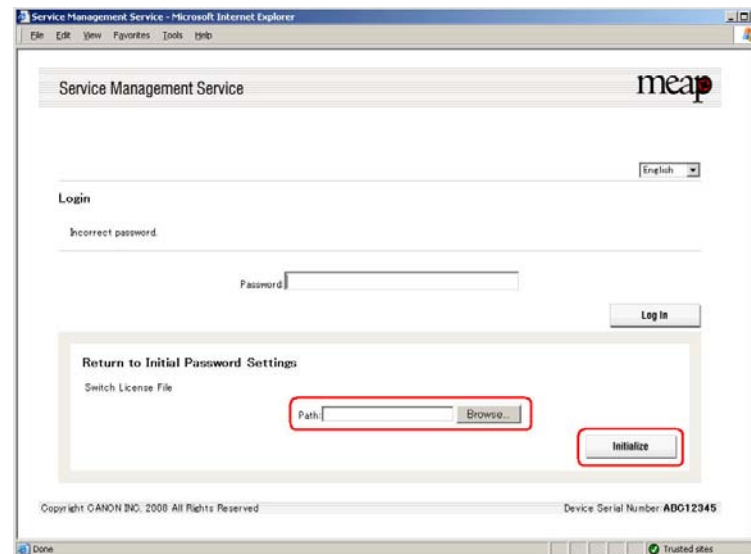 Service Management Service - Microsoft Internet Explorer
File Edit View Favorites Tools Help
Service Management Service
meap
English
Login
Incorrect password.
Password:
Log In
Return to Initial Password Settings
Switch License File
Path: Browse...
Initialize
Copyright CANON INC. 2008 All Rights Reserved Device Serial Number ABC12345
Done Trusted sites